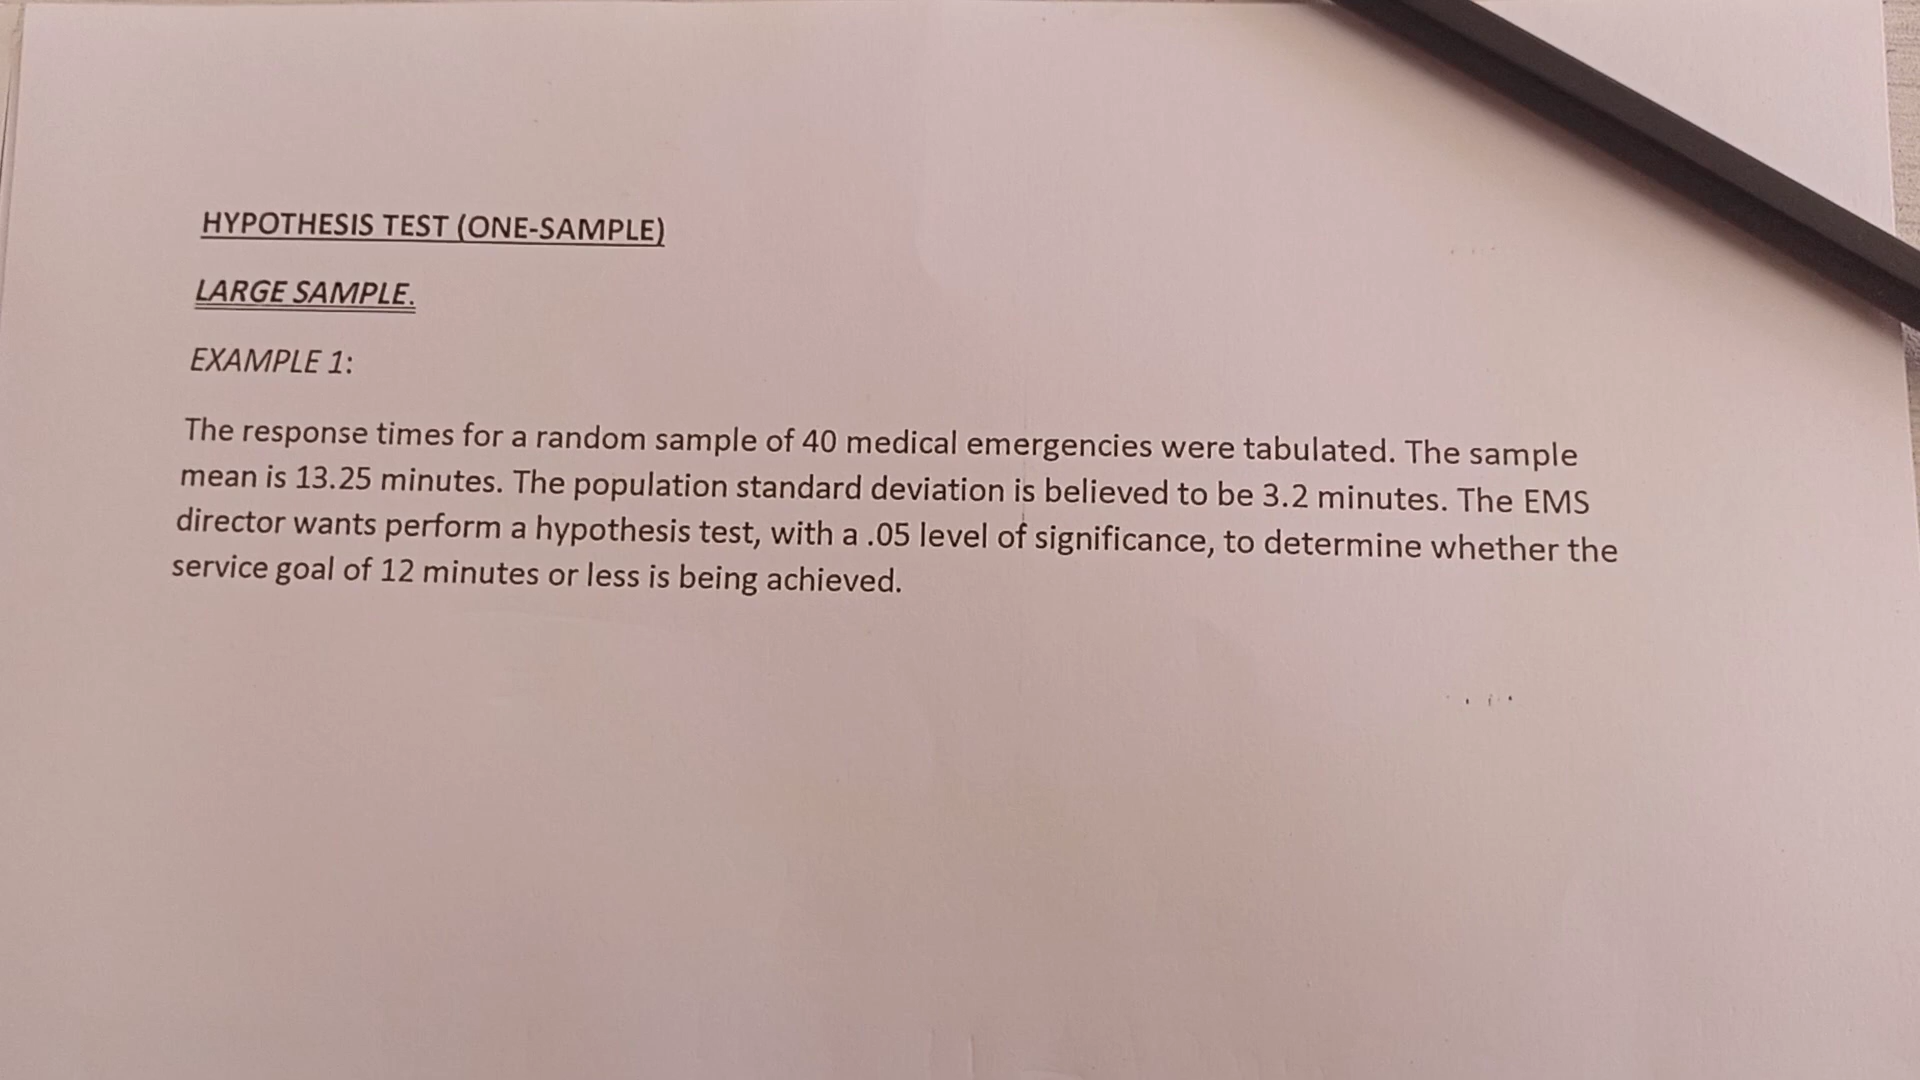 HYPOTHESIS TEST (ONE-SAMPLE)
LARGE SAMPLE.
EXAMPLE 1:
The response times for a random sample of 40 medical emergencies were tabulated. The sample
mean is 13.25 minutes. The population standard deviation is believed to be 3.2 minutes. The EMS
director wants perform a hypothesis test, with a .05 level of significance, to determine whether the
service goal of 12 minutes or less is being achieved.